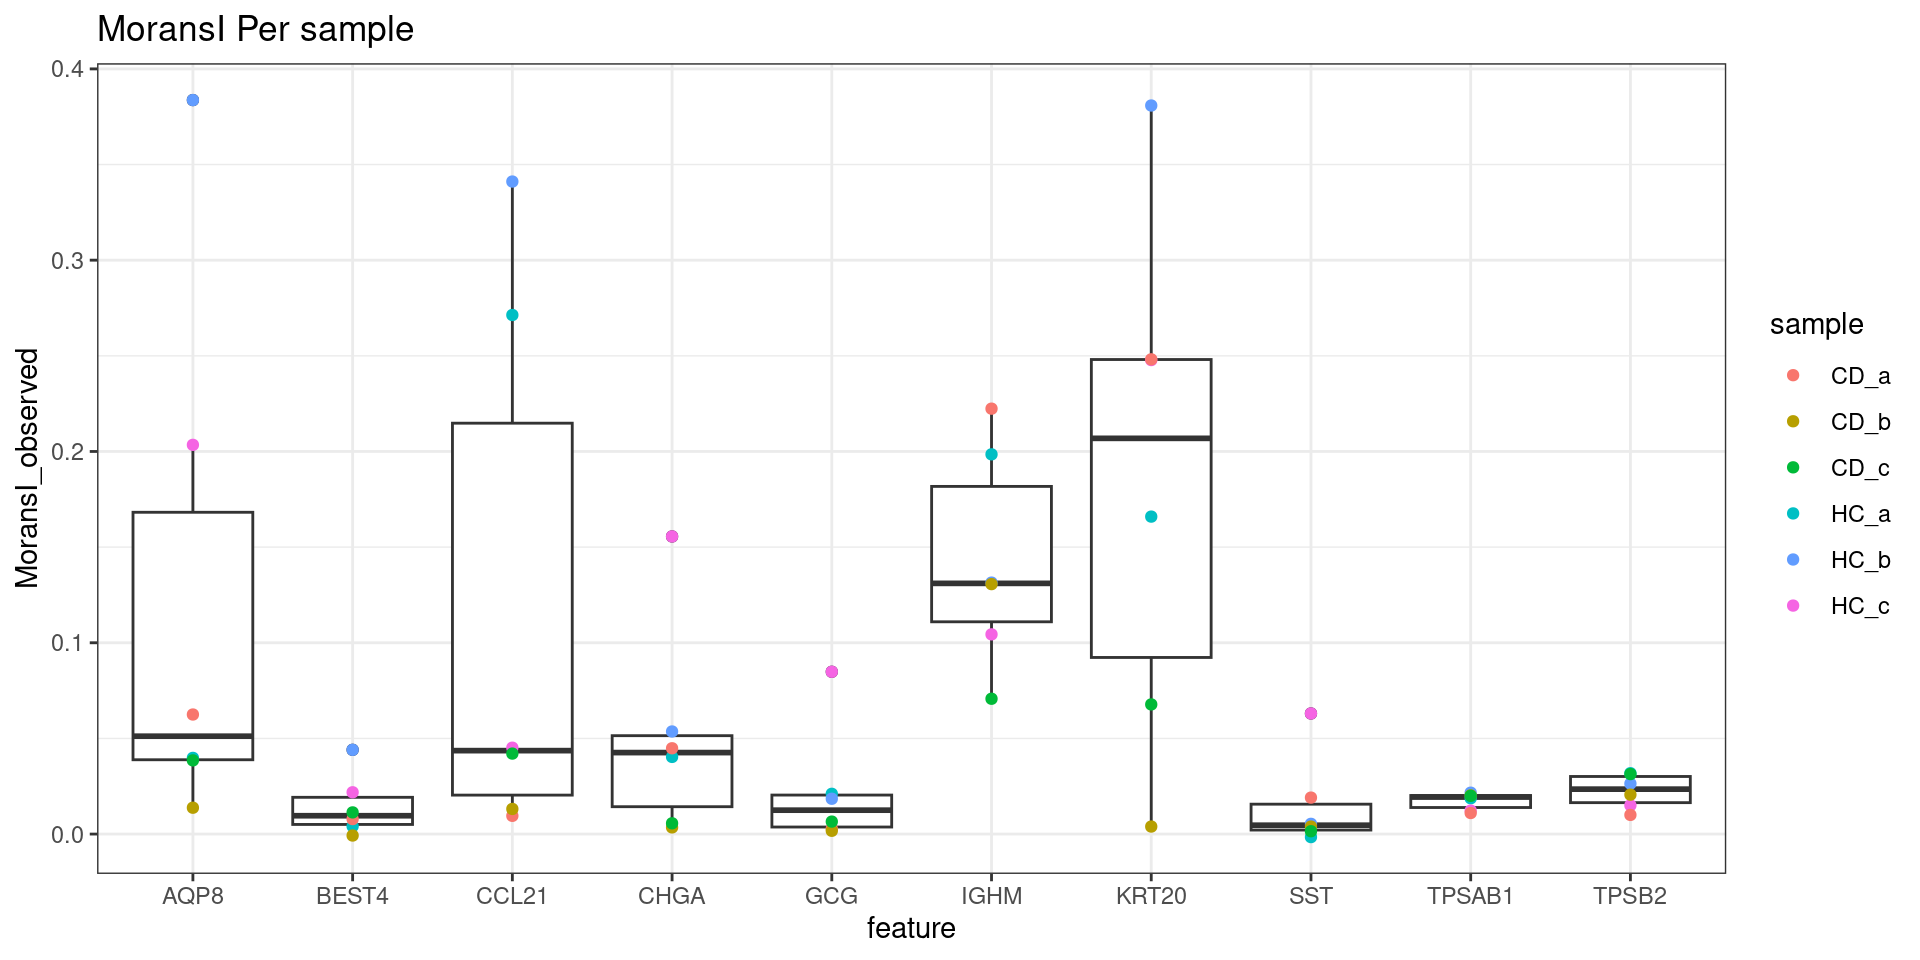 MoransI Per sample
MoransI_observed
0.4
0.3
0.2
0.1
0.0
AQP8 BEST4 CCL21 CHGA GCG IGHM KRT20 SST TPSAB1 TPSB2
feature
sample
CD_a
CD_b
CD_c
HC_a
HC_b
HC_c